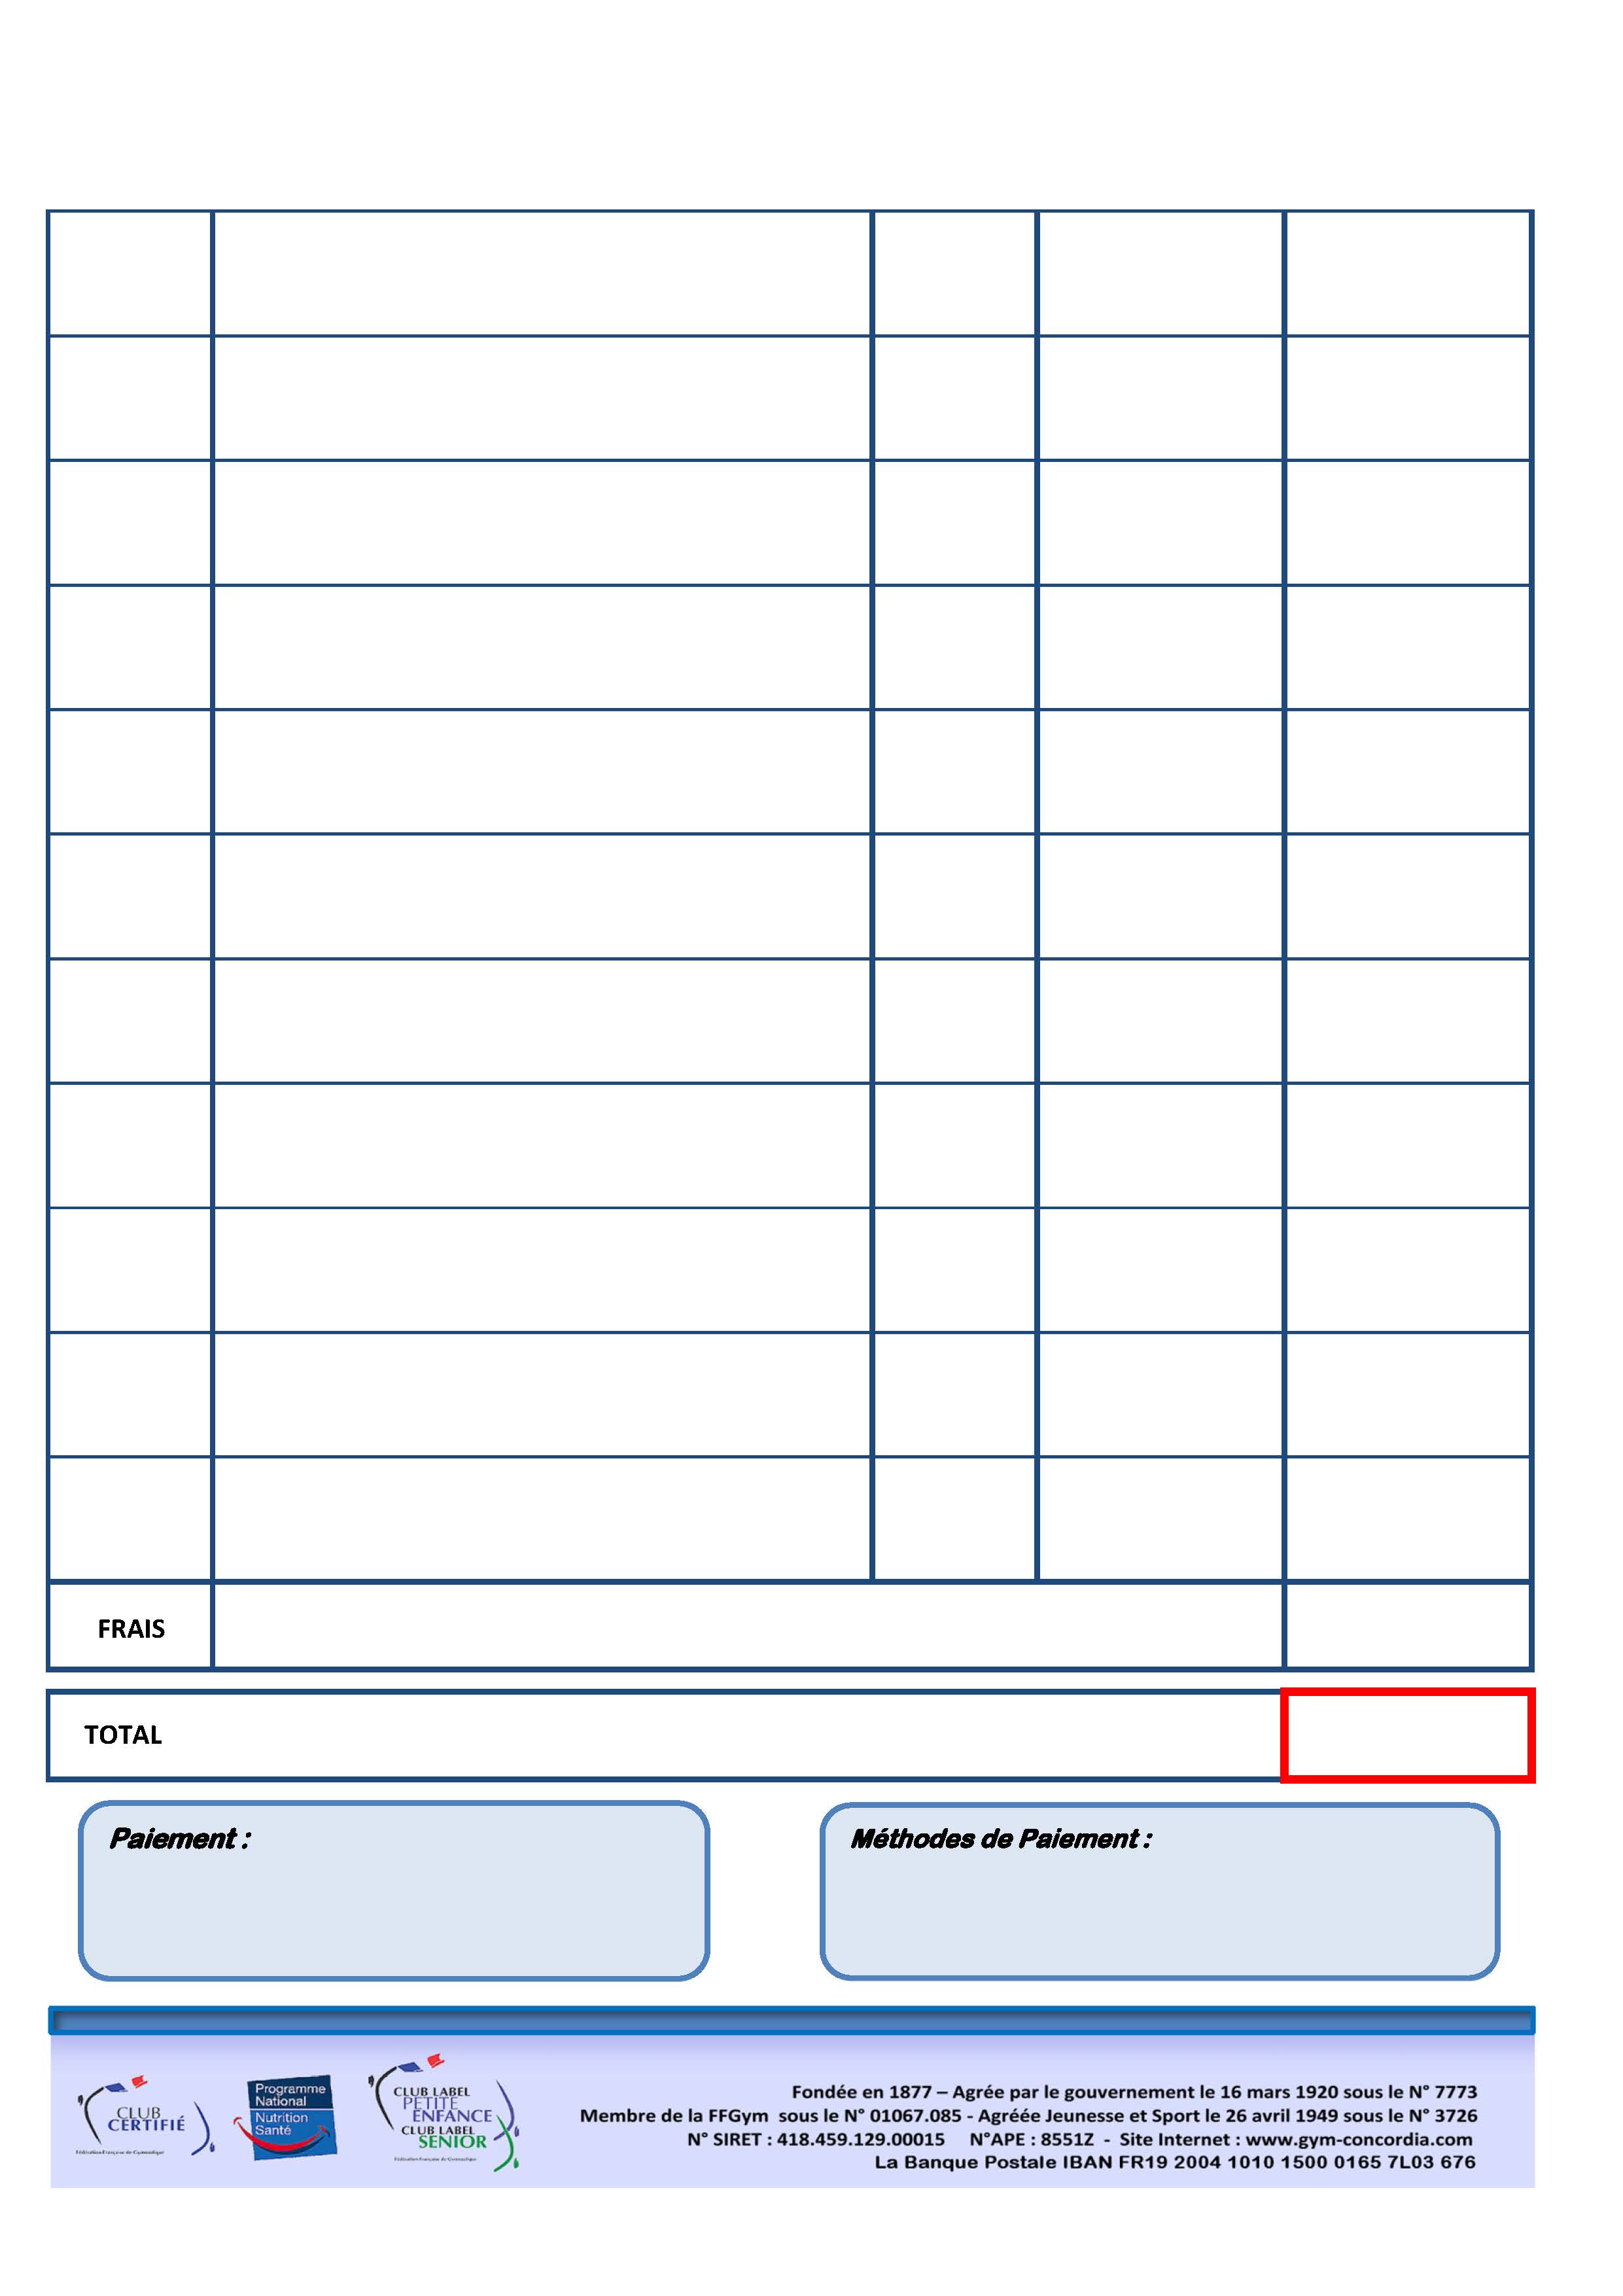 FRAIS
TOTAL
Paiement :
Méthodes de Paiement :
CLUB
CERTIFIÉ
Fédération Française de Gymnastique
Programme
National
Nutrition
Santé
CLUB LABEL
PETITE
ENFANCE
CLUB LABEL
SENIOR
Fédération Française de Gymnastique
Fondée en 1877 – Agrée par le gouvernement le 16 mars 1920 sous le N° 7773
Membre de la FFGym sous le N° 01067.085 - Agréée Jeunesse et Sport le 26 avril 1949 sous le N° 3726
N° SIRET : 418.459.129.00015 N°APE : 8551Z - Site Internet : www.gym-concordia.com
La Banque Postale IBAN FR19 2004 1010 1500 0165 7L03 676